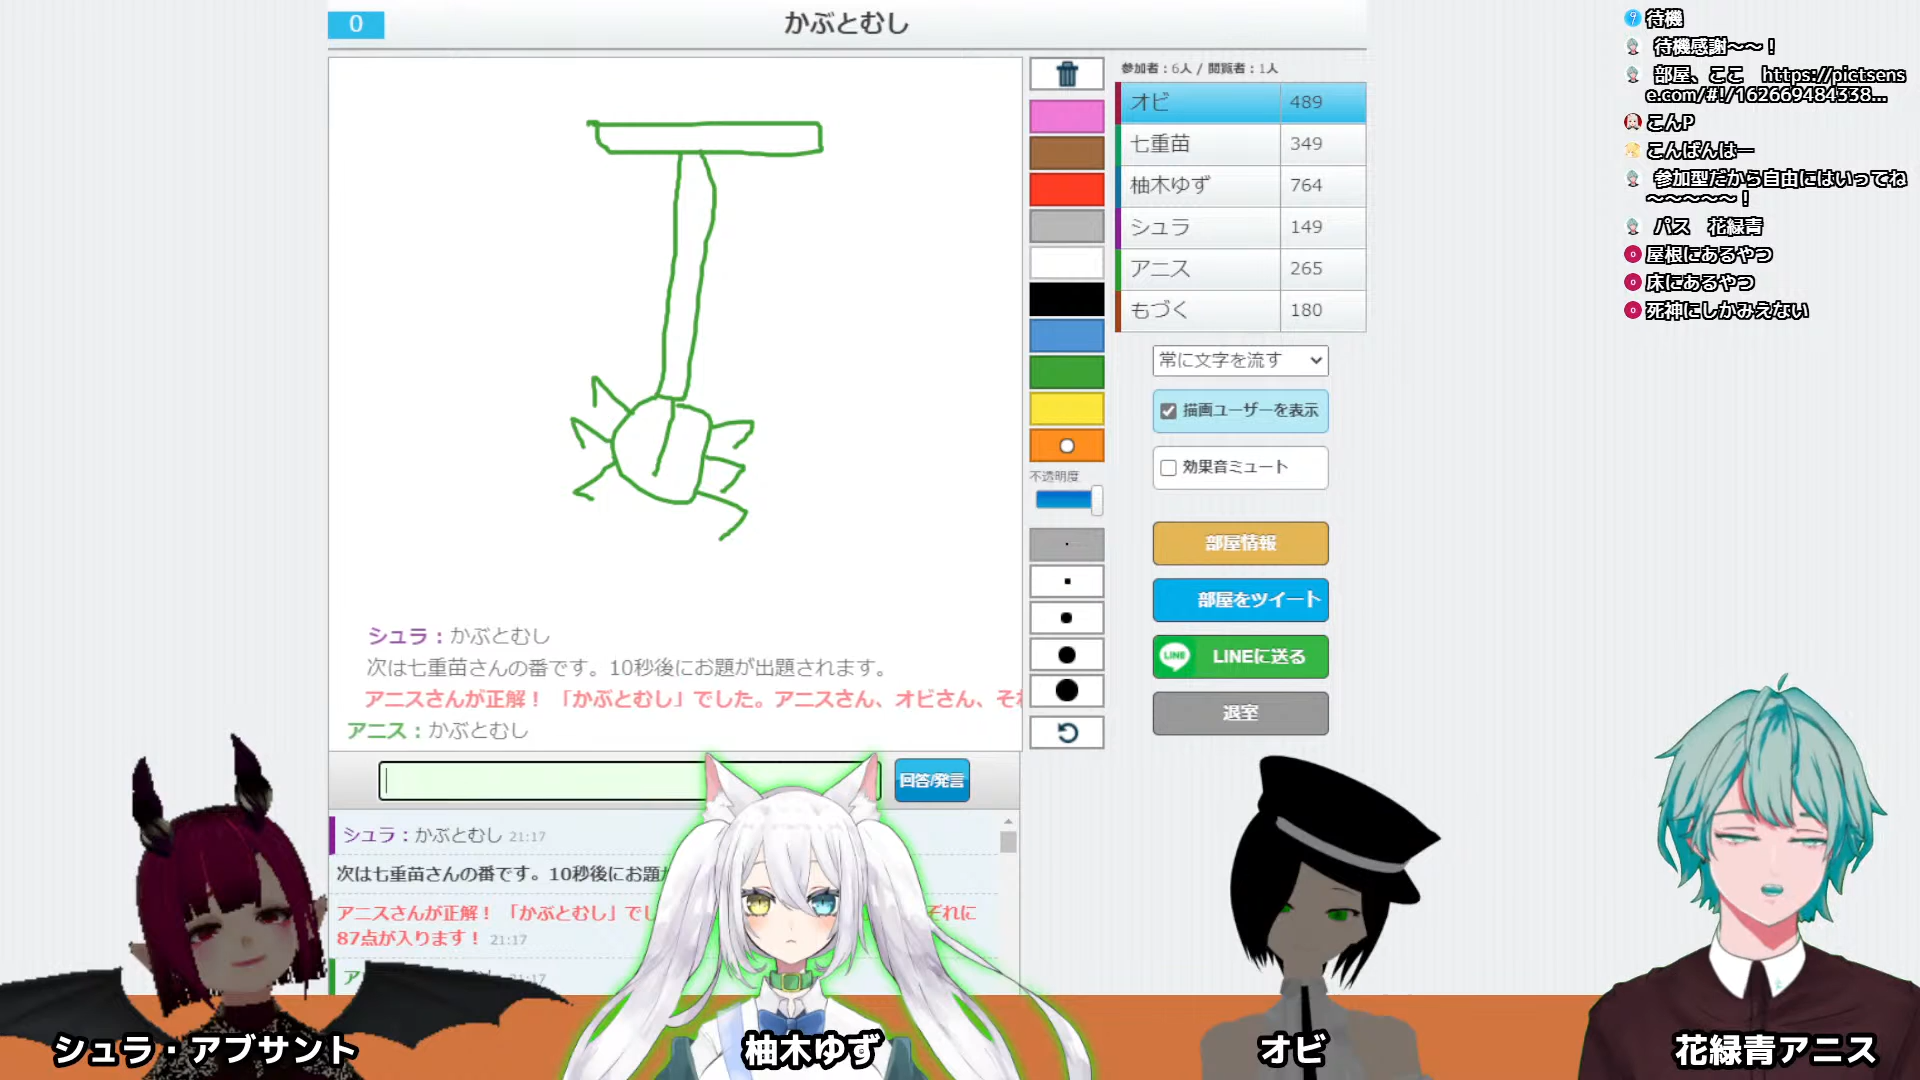 0
かぶとむし
参加者：6人 / 閲覧者：1人
オビ 489
七重苗 349
柚木ゆず 764
シュラ 149
アニス 265
もづく 180
常に文字を流す
描画ユーザーを表示
効果音ミュート
不透明度
部屋情報
部屋をツイート
LINE LINEに送る
退室
シュラ：かぶとむし
次は七重苗さんの番です。10秒後にお題が出題されます。
アニスさんが正解！「かぶとむし」でした。アニスさん、オビさん、それ
アニス：かぶとむし
回答/発言
シュラ：かぶとむし 21:17
次は七重苗さんの番です。10秒後にお題
アニスさんが正解！「かぶとむし」でし
ぞれに
87点が入ります！ 21:17
ア
21:17
待機
待機感謝～～！
部屋、ここ https://pictsens
e.com/#!/162669484338...
こんP
こんばんはー
参加型だから自由にはいってね
～～～～～！
パス 花緑青
屋根にあるやつ
床にあるやつ
死神にしかみえない
シュラ・アブサント
柚木ゆず
オビ
花緑青アニス